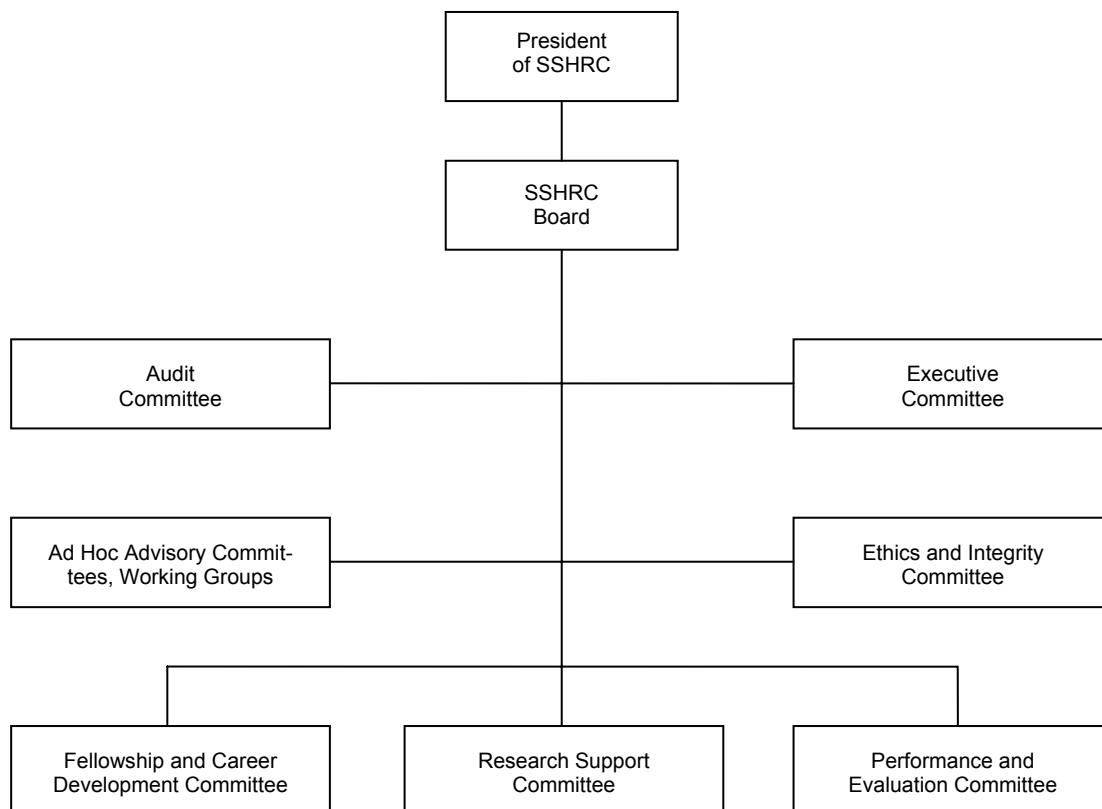 President
of SSHRC
SSHRC
Board
Audit
Committee
Executive
Committee
Ad Hoc Advisory Commit-
tees, Working Groups
Ethics and Integrity
Committee
Fellowship and Career
Development Committee
Research Support
Committee
Performance and
Evaluation Committee